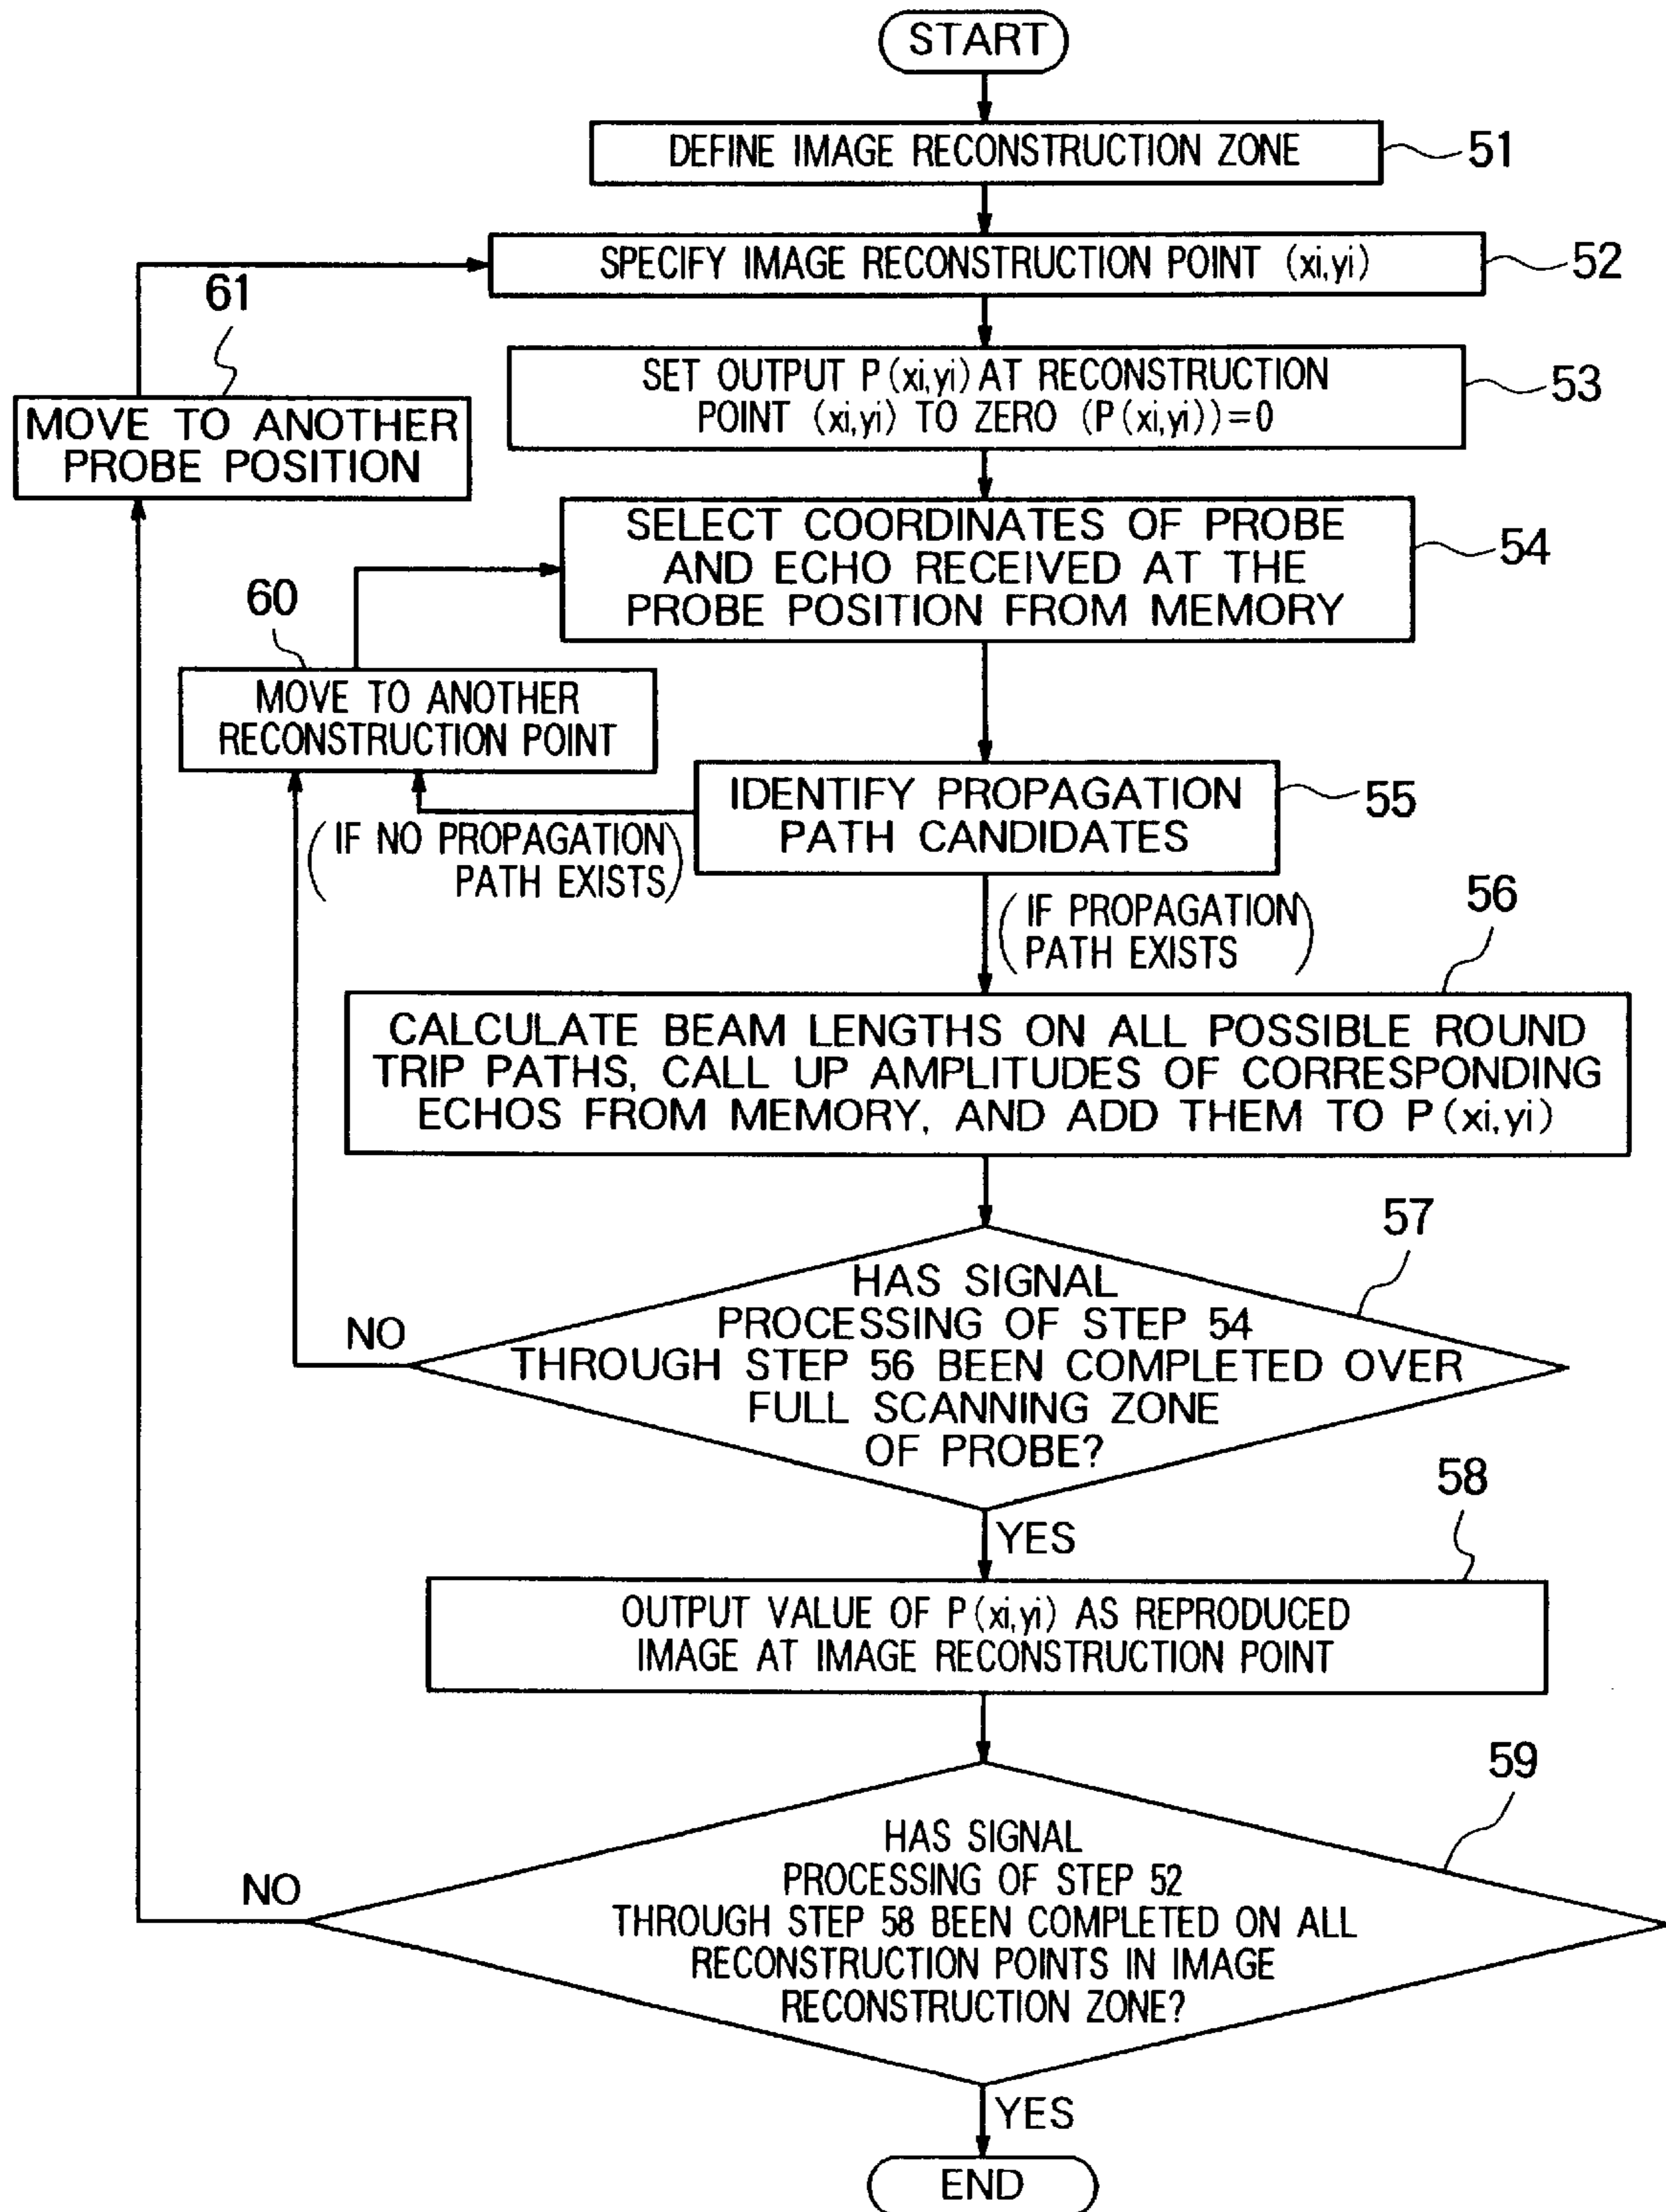 START
DEFINE IMAGE RECONSTRUCTION ZONE
51
SPECIFY IMAGE RECONSTRUCTION POINT (xi,yi)
52
61
SET OUTPUT P(xi,yi) AT RECONSTRUCTION
POINT (xi,yi) TO ZERO (P(xi,yi))=0
53
MOVE TO ANOTHER
PROBE POSITION
SELECT COORDINATES OF PROBE
AND ECHO RECEIVED AT THE
PROBE POSITION FROM MEMORY
54
60
MOVE TO ANOTHER
RECONSTRUCTION POINT
IDENTIFY PROPAGATION
PATH CANDIDATES
55
(IF NO PROPAGATION
PATH EXISTS)
(IF PROPAGATION
PATH EXISTS)
56
CALCULATE BEAM LENGTHS ON ALL POSSIBLE ROUND
TRIP PATHS, CALL UP AMPLITUDES OF CORRESPONDING
ECHOS FROM MEMORY, AND ADD THEM TO P(xi,yi)
57
HAS SIGNAL
PROCESSING OF STEP 54
THROUGH STEP 56 BEEN COMPLETED OVER
FULL SCANNING ZONE
OF PROBE?
NO
YES
58
OUTPUT VALUE OF P(xi,yi) AS REPRODUCED
IMAGE AT IMAGE RECONSTRUCTION POINT
59
HAS SIGNAL
PROCESSING OF STEP 52
THROUGH STEP 58 BEEN COMPLETED ON ALL
RECONSTRUCTION POINTS IN IMAGE
RECONSTRUCTION ZONE?
NO
YES
END